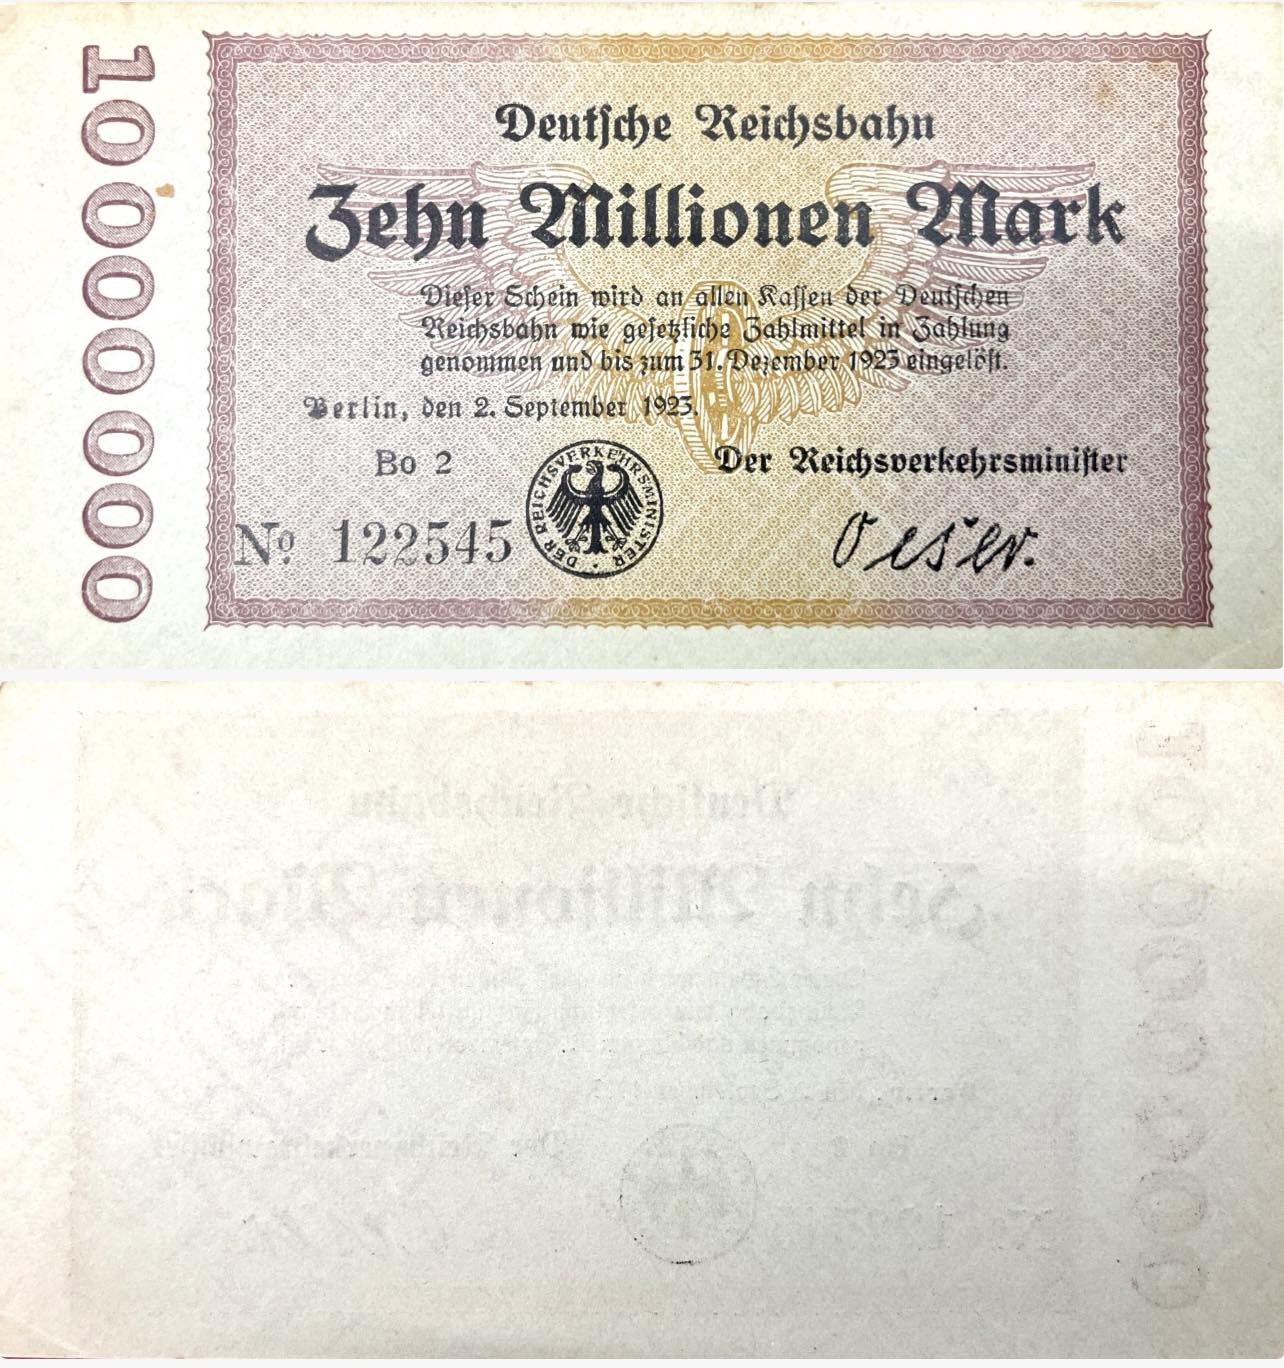 10000000
Deutsche Reichsbahn
Zehn Millionen Mark
Dieser Schein wird an allen Kassen der Deutschen
Reichsbahn wie gesetzliche Zahlmittel in Zahlung
genommen und bis zum 31. Dezember 1923 eingelöst.
Berlin, den 2. September 1923.
Bo 2
Der Reichsverkehrsminister
DER REICHSVERKEHRSMINISTER
No 122545
Oeser.